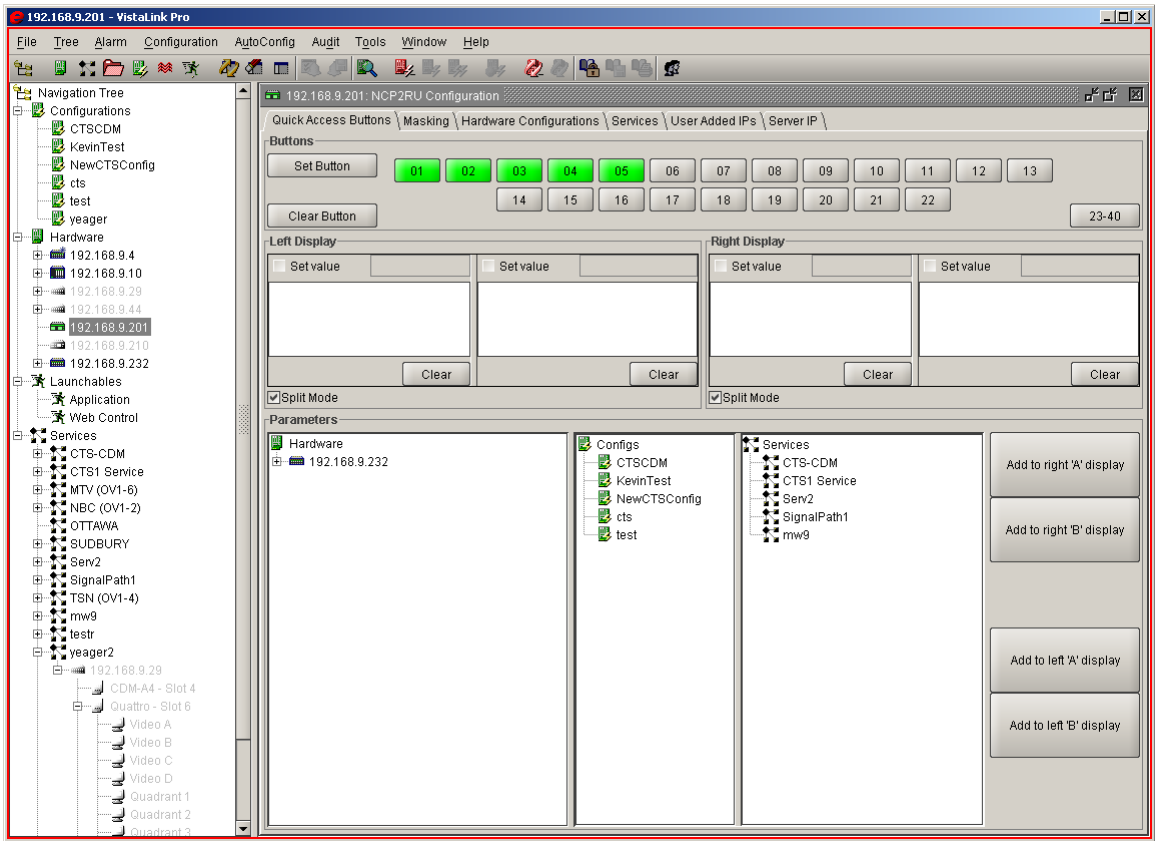 192.168.9.201 - VistaLink Pro
File Tree Alarm Configuration AutoConfig Audit Tools Window Help
Navigation Tree
Configurations
CTSCDM
KevinTest
NewCTSConfig
cts
test
yeager
Hardware
192.168.9.4
192.168.9.10
192.168.9.29
192.168.9.44
192.168.9.201
192.168.9.210
192.168.9.232
Launchables
Application
Web Control
Services
CTS-CDM
CTS1 Service
MTV (OV1-6)
NBC (OV1-2)
OTTAWA
SUDBURY
Serv2
SignalPath1
TSN (OV1-4)
mw9
testr
yeager2
192.168.9.29
CDM-A4 - Slot 4
Quattro - Slot 6
Video A
Video B
Video C
Video D
Quadrant 1
Quadrant 2
Quadrant 3
192.168.9.201: NCP2RU Configuration
Quick Access Buttons Masking Hardware Configurations Services User Added IPs Server IP
Buttons
Set Button 01 02 03 04 05 06 07 08 09 10 11 12 13
14 15 16 17 18 19 20 21 22
Clear Button 23-40
Left Display
Set value Set value
Clear Clear
Split Mode
Right Display
Set value Set value
Clear Clear
Split Mode
Parameters
Hardware
192.168.9.232
Configs
CTSCDM
KevinTest
NewCTSConfig
cts
test
Services
CTS-CDM
CTS1 Service
Serv2
SignalPath1
mw9
Add to right 'A' display
Add to right 'B' display
Add to left 'A' display
Add to left 'B' display